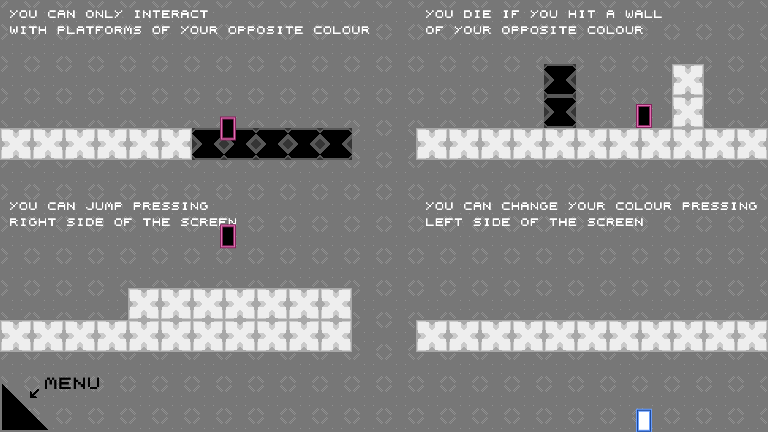 YOU CAN ONLY INTERACT
WITH PLATFORMS OF YOUR OPPOSITE COLOUR
YOU DIE IF YOU HIT A WALL
OF YOUR OPPOSITE COLOUR
YOU CAN JUMP PRESSING
RIGHT SIDE OF THE SCREEN
YOU CAN CHANGE YOUR COLOUR PRESSING
LEFT SIDE OF THE SCREEN
MENU